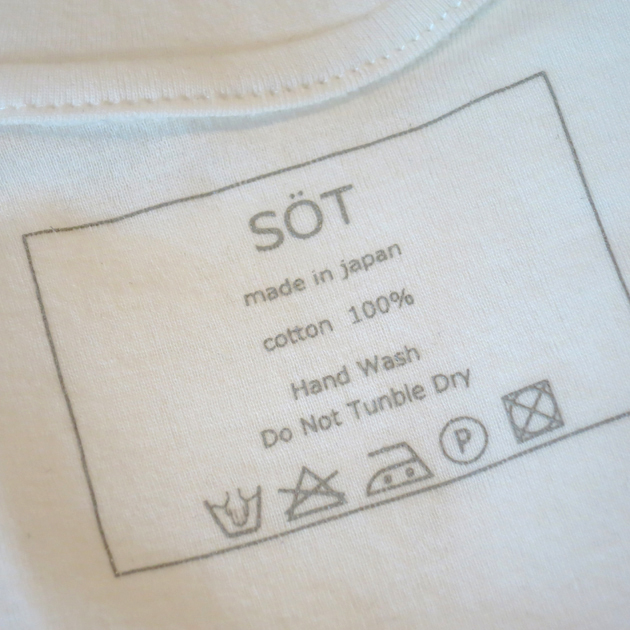 SÖT
made in japan
cotton 100%
Hand Wash
Do Not Tunble Dry
P